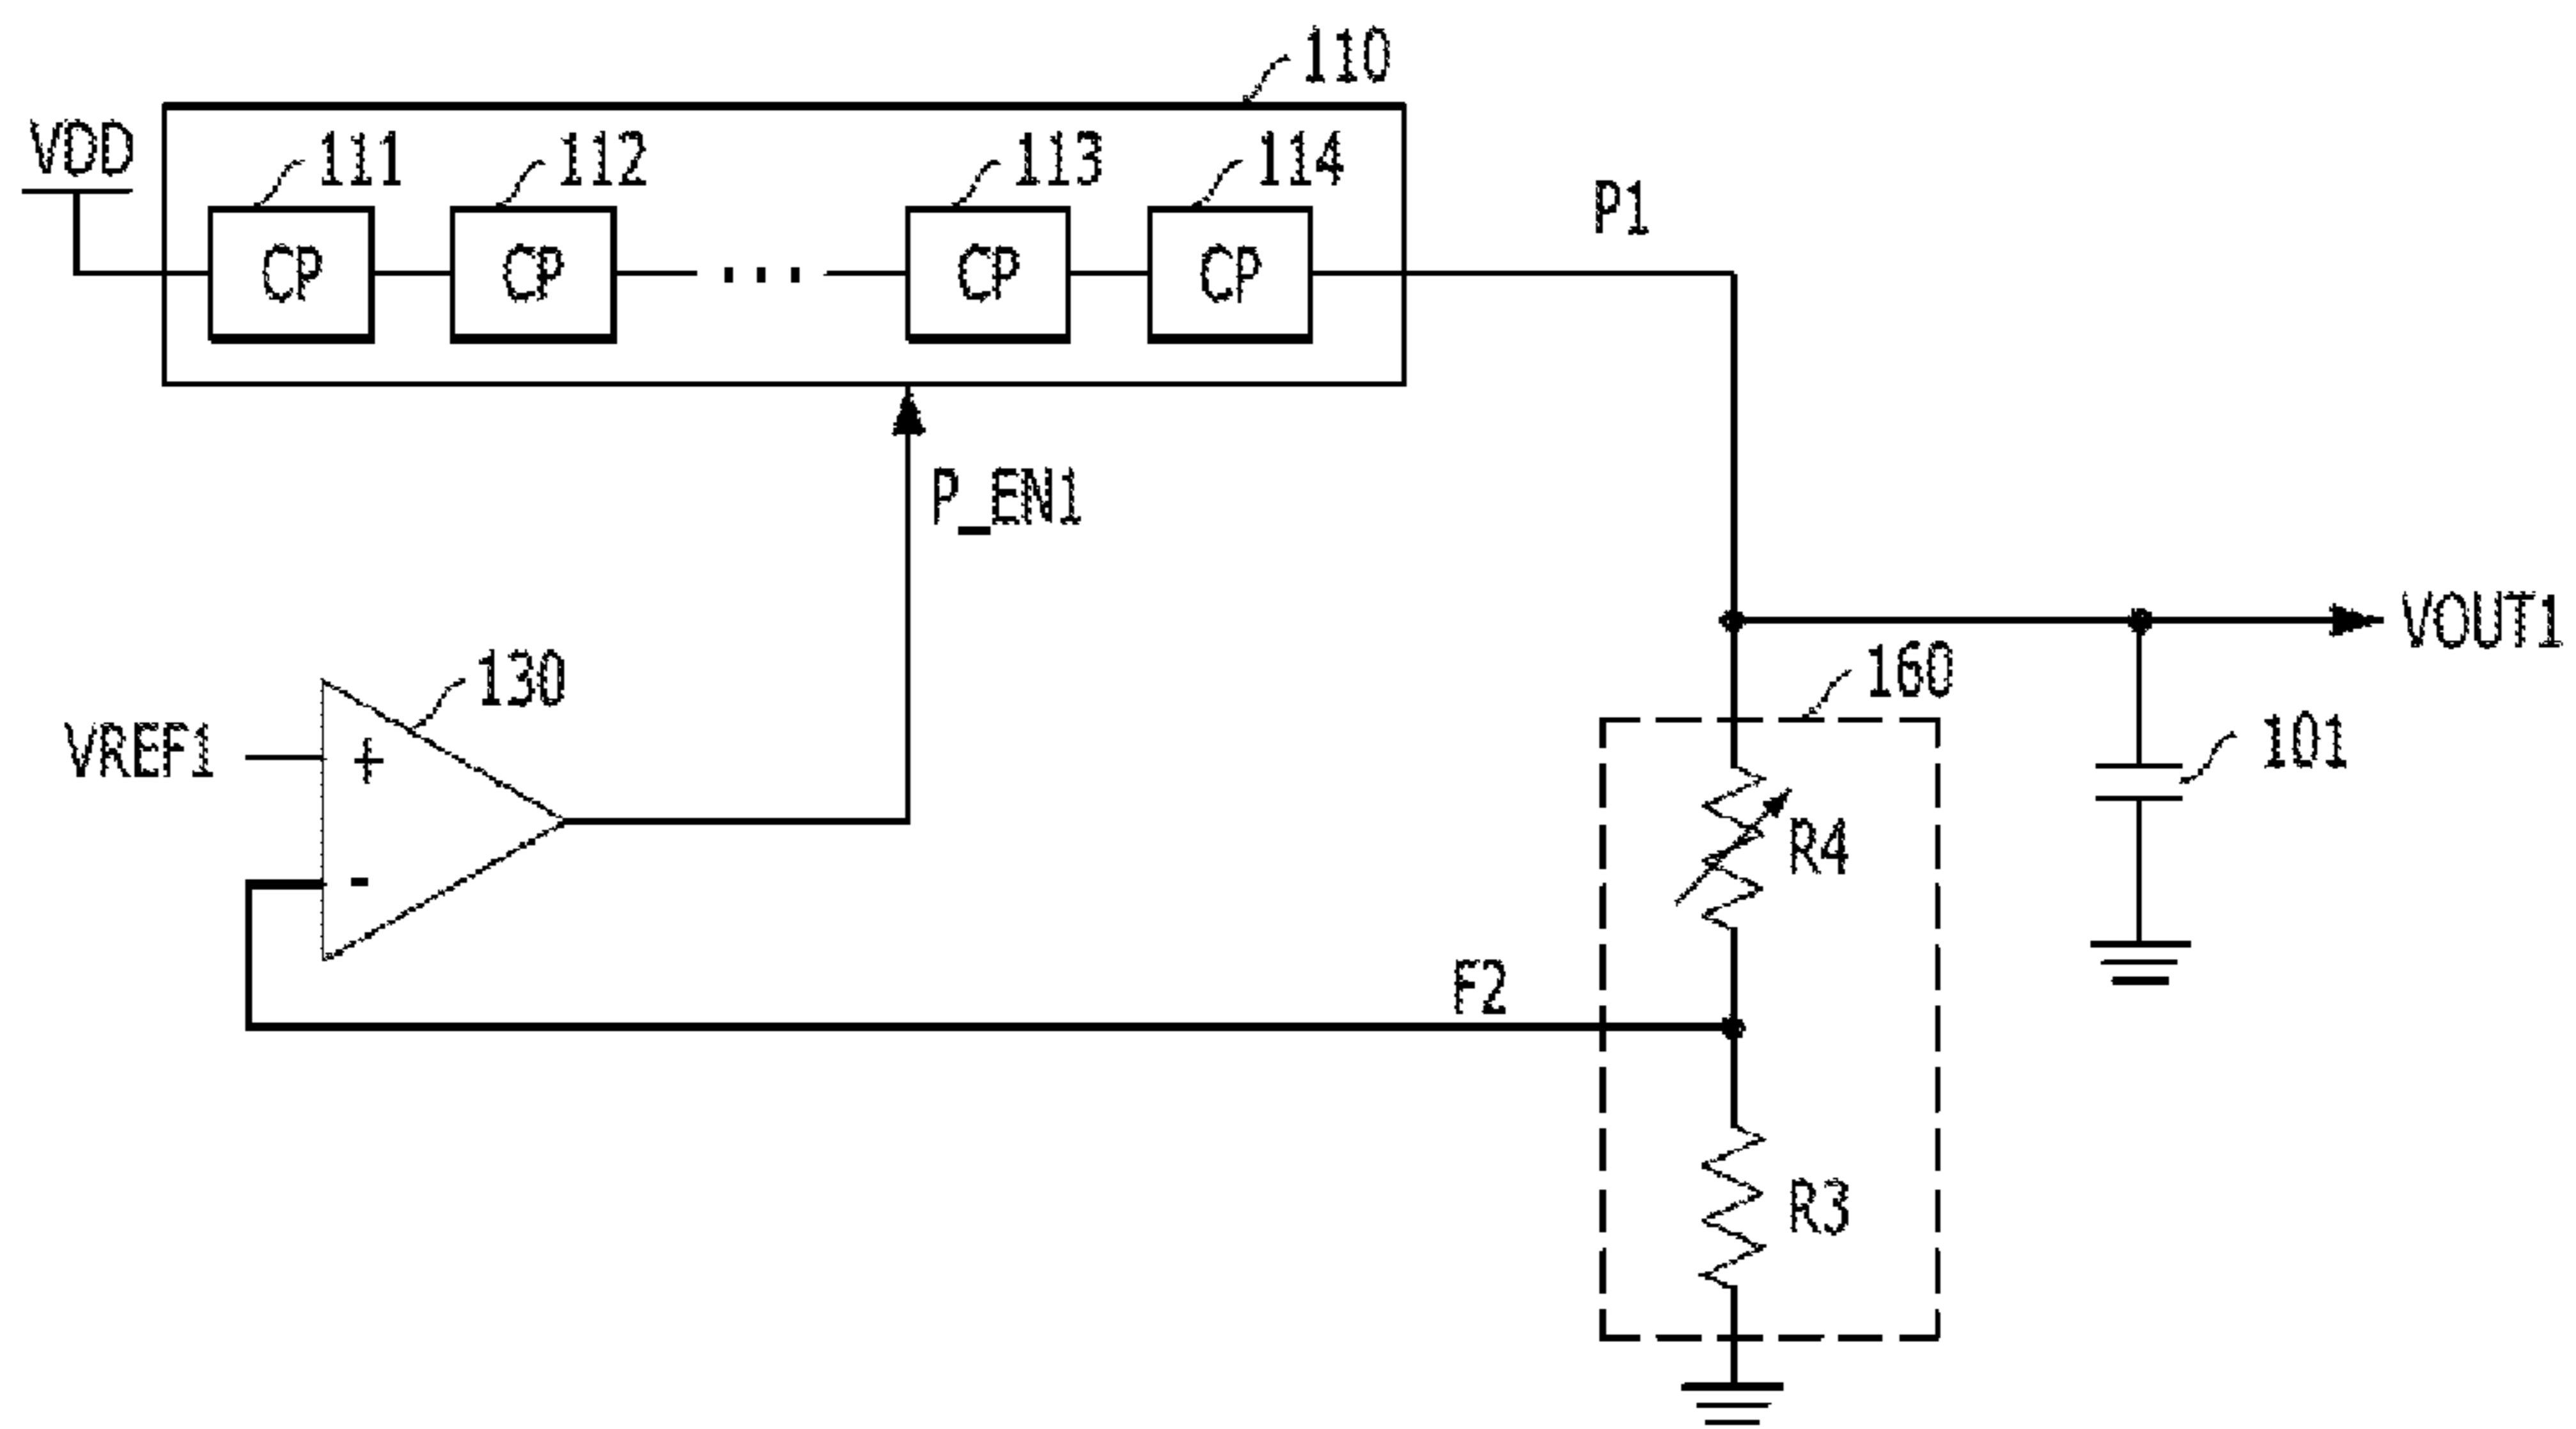 110
VDD
111
112
113
114
P1
CP
CP
...
CP
CP
P_EN1
VOUT1
130
160
VREF1
+
101
R4
-
F2
R3